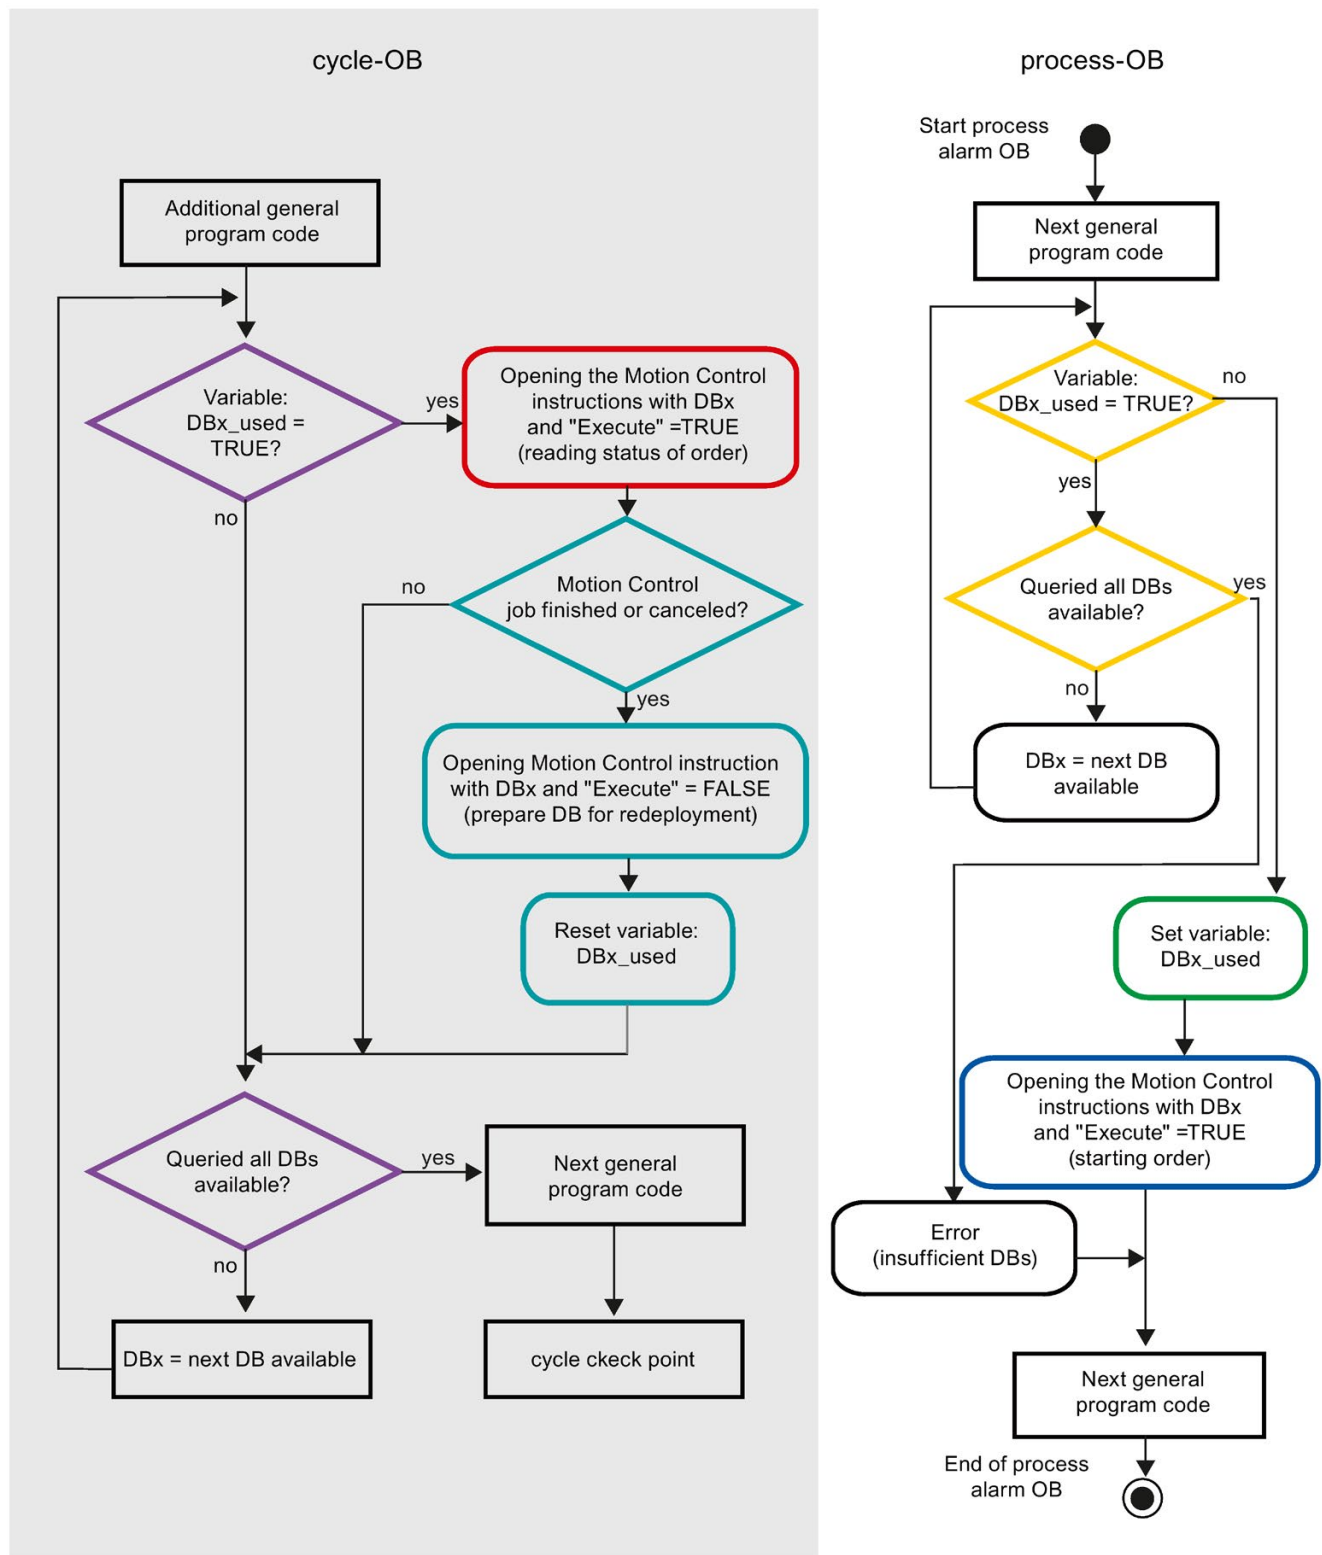 cycle-OB
Additional general
program code
Variable:
DBx_used =
TRUE?
yes
no
Opening the Motion Control
instructions with DBx
and "Execute" =TRUE
(reading status of order)
Motion Control
job finished or canceled?
no
yes
Opening Motion Control instruction
with DBx and "Execute" = FALSE
(prepare DB for redeployment)
Reset variable:
DBx_used
Queried all DBs
available?
yes
no
Next general
program code
DBx = next DB available
cycle ckeck point
process-OB
Start process
alarm OB
Next general
program code
Variable:
DBx_used = TRUE?
no
yes
Queried all DBs
available?
yes
no
DBx = next DB
available
Set variable:
DBx_used
Opening the Motion Control
instructions with DBx
and "Execute" =TRUE
(starting order)
Error
(insufficient DBs)
Next general
program code
End of process
alarm OB